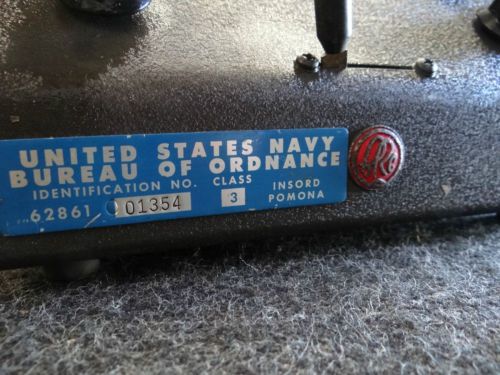 UNITED STATES NAVY
BUREAU OF ORDNANCE
IDENTIFICATION NO. CLASS INSORD
62861 01354 3 POMONA